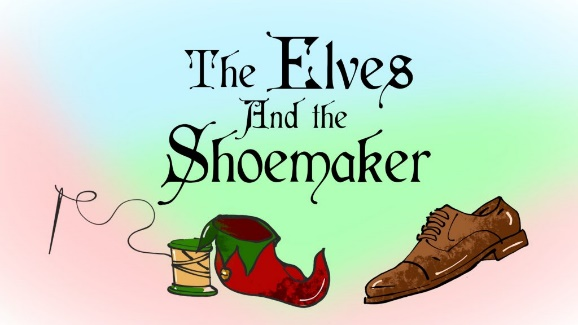 The Elves
And the
Shoemaker